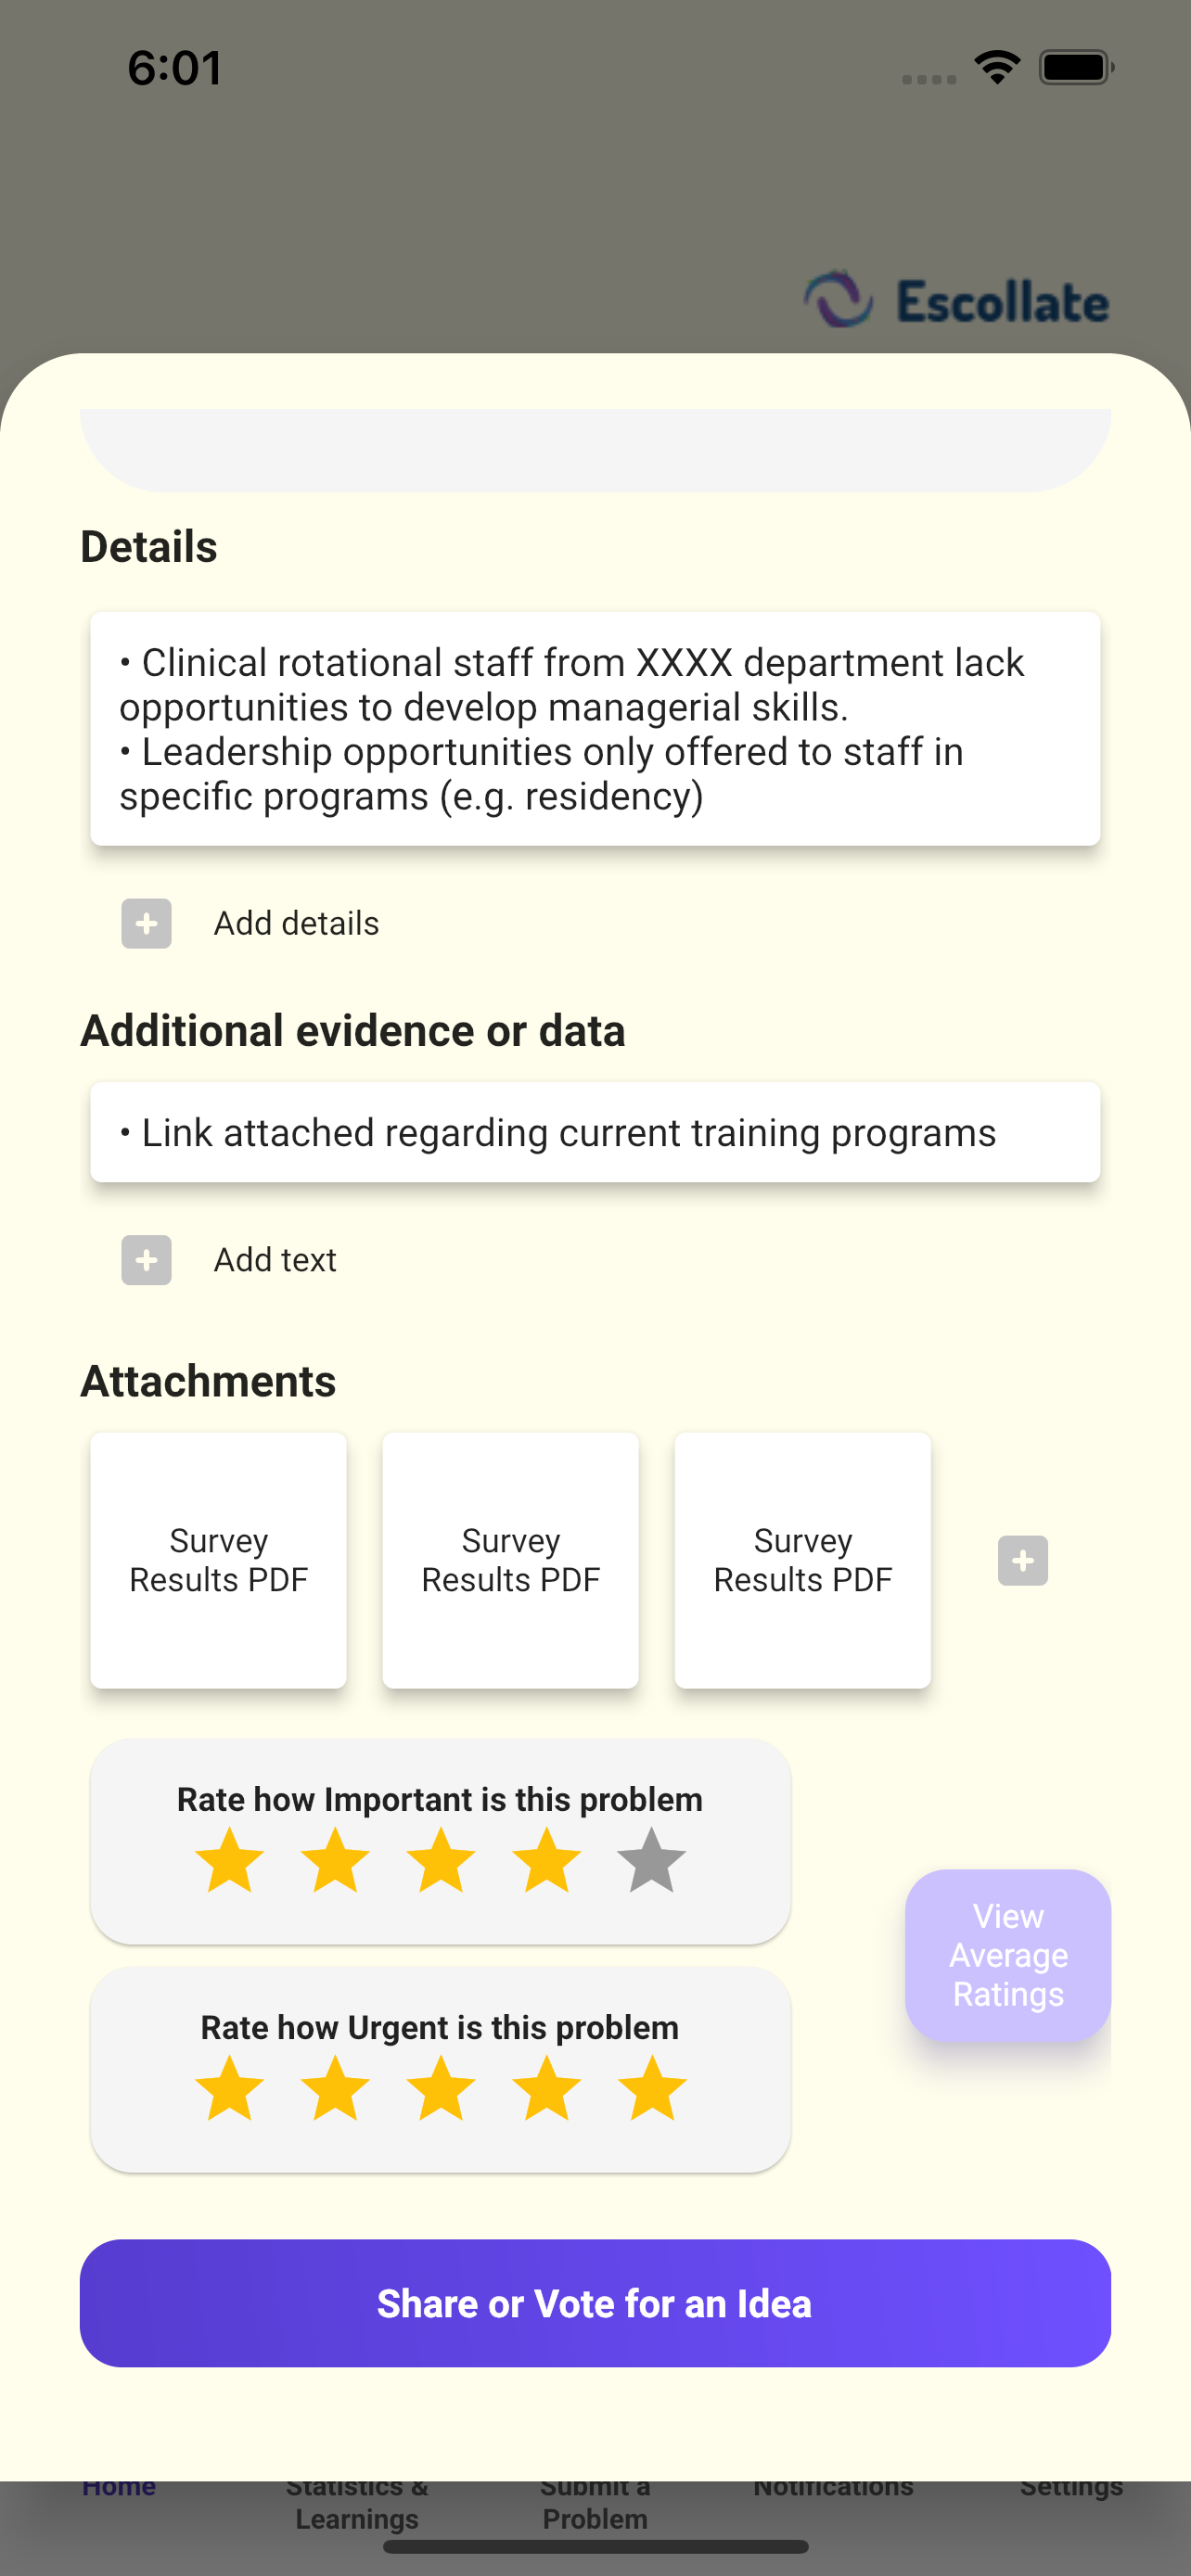 6:01
Escollate
Details
• Clinical rotational staff from XXXX department lack
opportunities to develop managerial skills.
• Leadership opportunities only offered to staff in
specific programs (e.g. residency)
Add details
Additional evidence or data
• Link attached regarding current training programs
Add text
Attachments
Survey
Results PDF
Survey
Results PDF
Survey
Results PDF
Rate how Important is this problem
View
Average
Ratings
Rate how Urgent is this problem
Share or Vote for an Idea
Home
Statistics &
Learnings
Submit a
Problem
Notifications
Settings